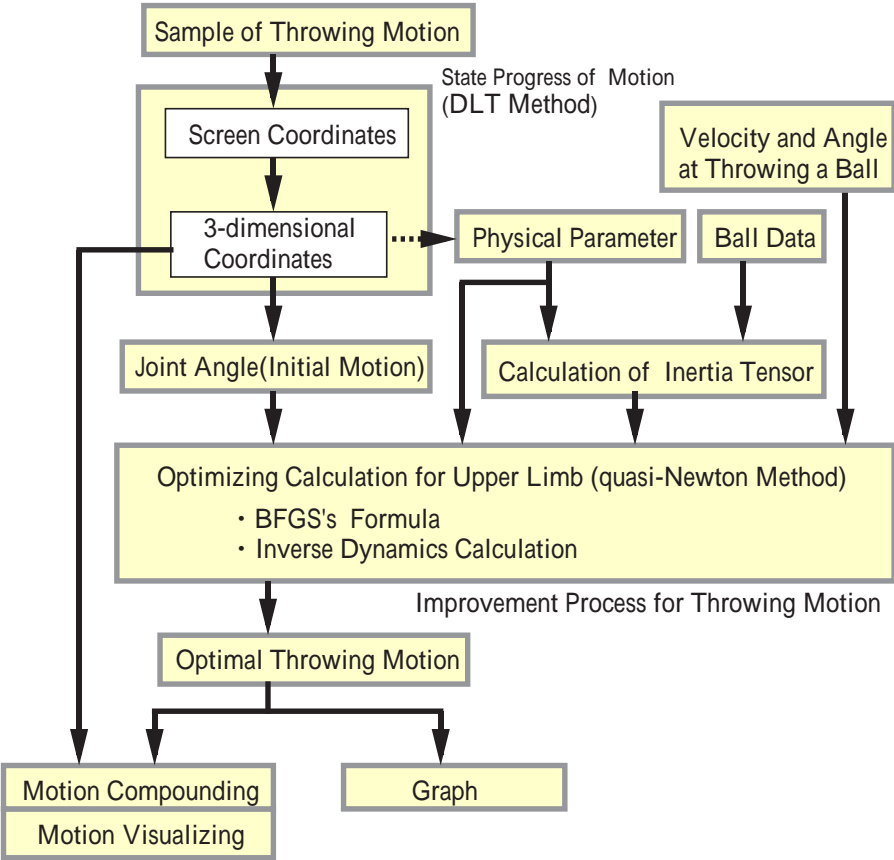 Sample of Throwing Motion
State Progress of Motion
(DLT Method)
Screen Coordinates
Velocity and Angle
at Throwing a Ball
3-dimensional
Coordinates
Physical Parameter
Ball Data
Joint Angle(Initial Motion)
Calculation of Inertia Tensor
Optimizing Calculation for Upper Limb (quasi-Newton Method)
・BFGS's Formula
・Inverse Dynamics Calculation
Improvement Process for Throwing Motion
Optimal Throwing Motion
Motion Compounding
Graph
Motion Visualizing